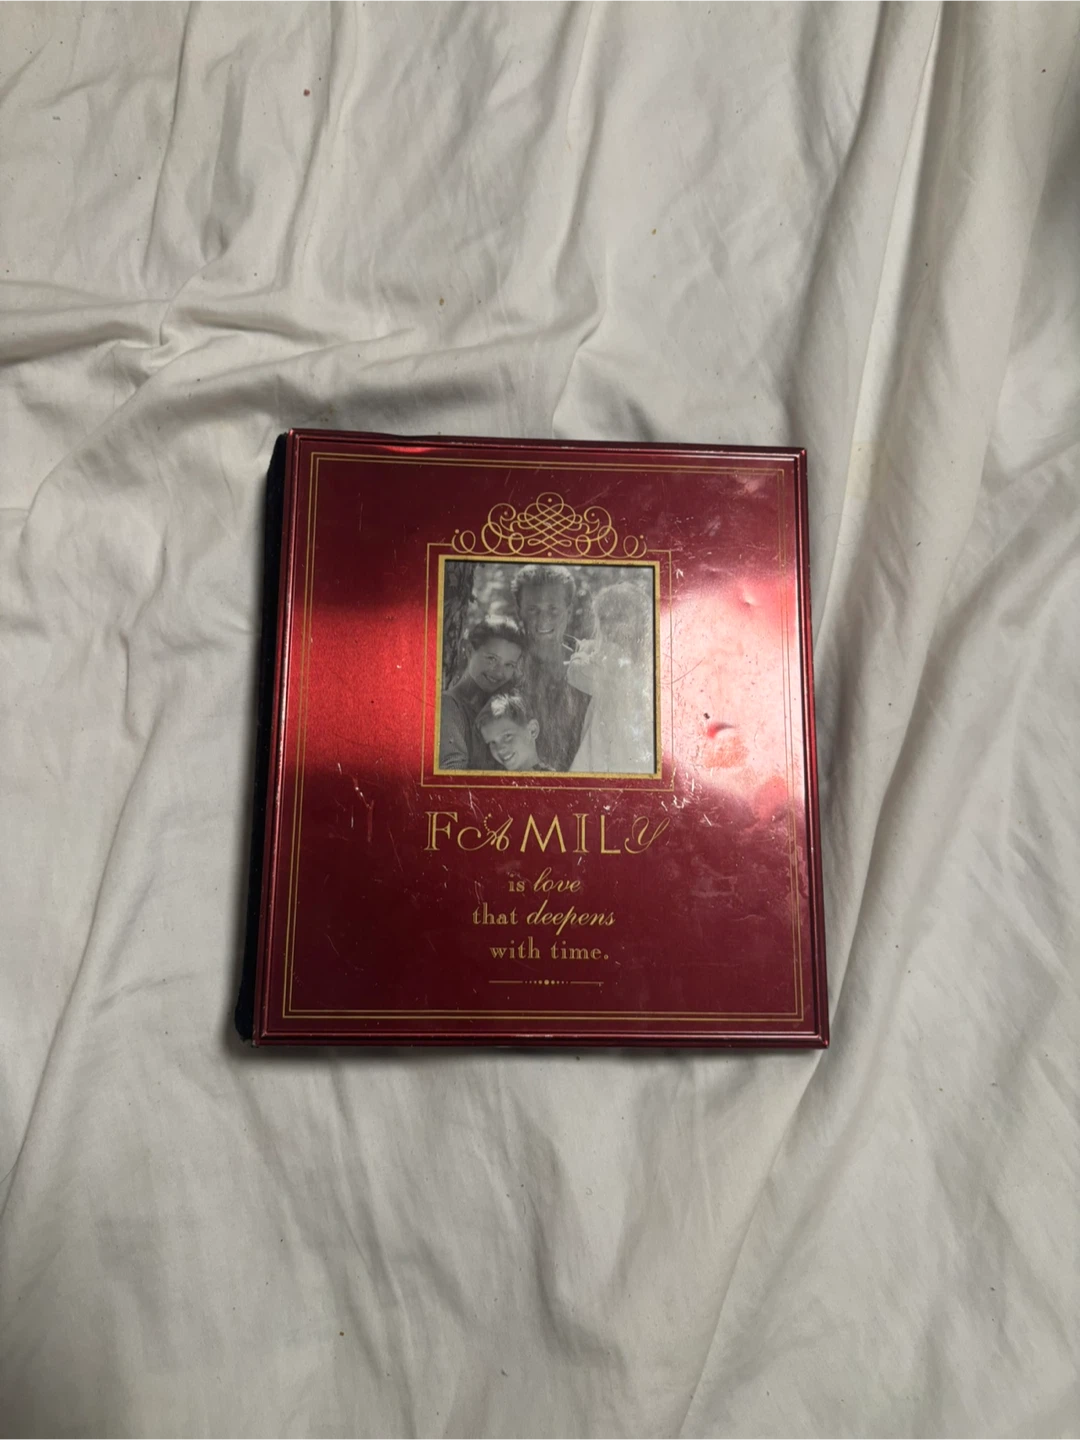 FAMILY
is love
that deepens
with time.